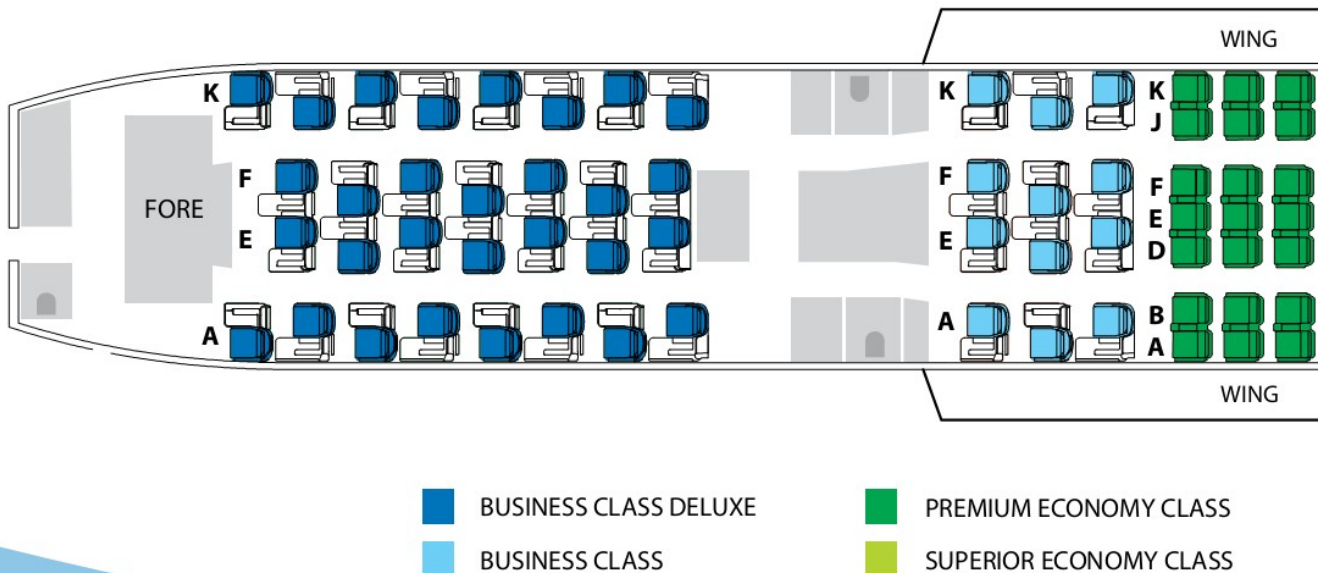 WING
K
K
K
J
F
F
F
FORE
E
E
E
D
A
A
B
A
WING
BUSINESS CLASS DELUXE
PREMIUM ECONOMY CLASS
BUSINESS CLASS
SUPERIOR ECONOMY CLASS